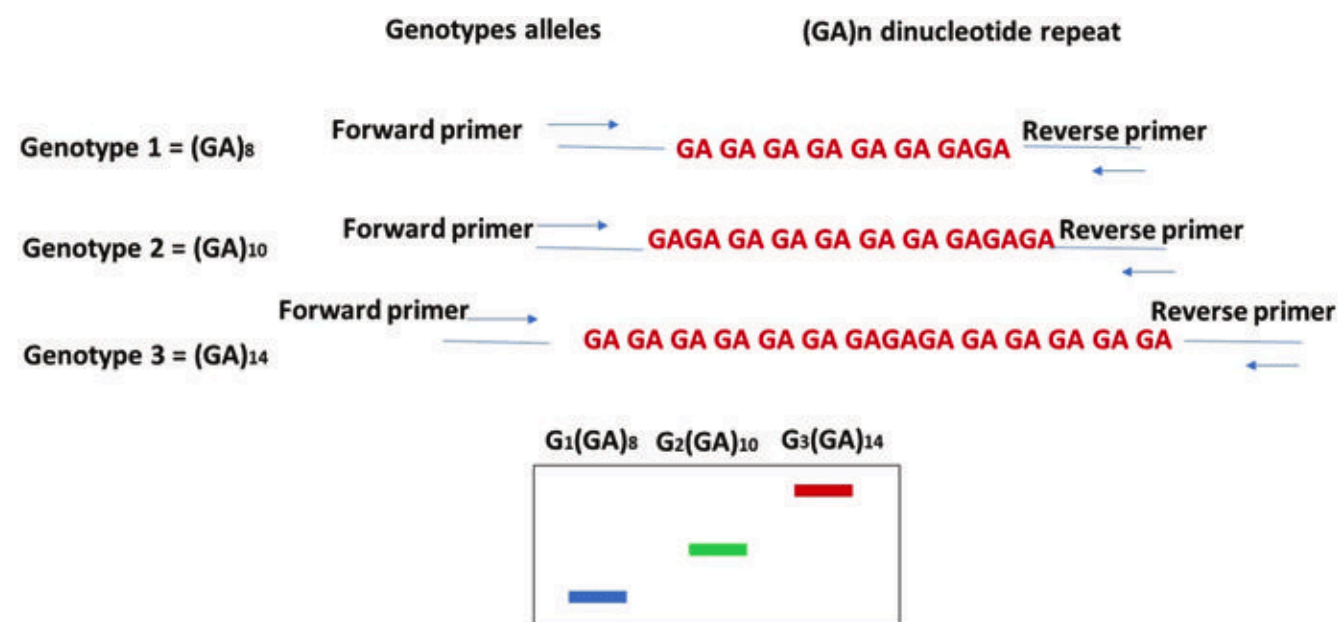 Genotypes alleles (GA)n dinucleotide repeat
Forward primer Reverse primer
Genotype 1 = (GA)8 GA GA GA GA GA GA GAGA
Forward primer Reverse primer
Genotype 2 = (GA)10 GAGA GA GA GA GA GA GAGAGA
Forward primer Reverse primer
Genotype 3 = (GA)14 GA GA GA GA GA GA GAGAGA GA GA GA GA GA
G1(GA)8 G2(GA)10 G3(GA)14